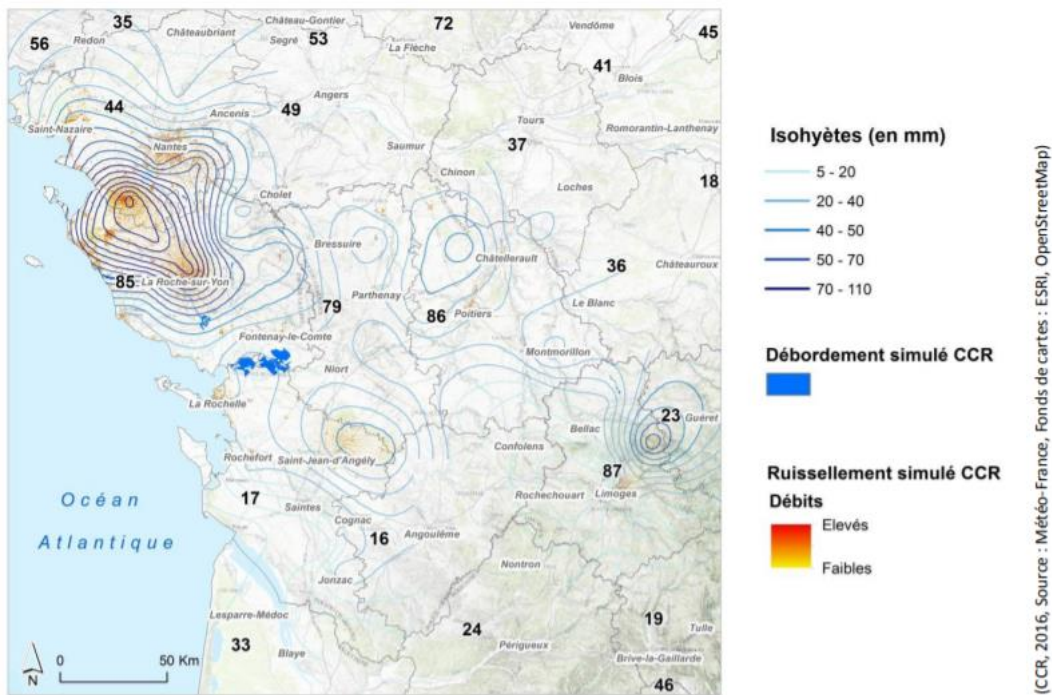 35
Château-Gontier
72
Vendôme
45
56
Redon
Châteaubriant
Segré
53
La Flèche
41
Blois
44
Ancenis
49
Angers
Tours
Romorantin-Lanthenay
Saint-Nazaire
Nantes
Saumur
37
Chinon
Loches
18
Cholet
Bressuire
Châtellerault
36
Châteauroux
85
La Roche-sur-Yon
Parthenay
79
86
Poitiers
Le Blanc
Fontenay-le-Comte
Niort
Montmorillon
La Rochelle
23
Guéret
Bellac
Rochefort
Saint-Jean-d'Angély
Confolens
87
17
Saintes
Rochechouart
Limoges
Océan
Atlantique
Cognac
16
Angoulême
Jonzac
Nontron
Lesparre-Médoc
33
Blaye
24
Périgueux
19
Tulle
Brive-la-Gaillarde
46
N
0
50 Km
Isohyètes (en mm)
5 - 20
20 - 40
40 - 50
50 - 70
70 - 110
Débordement simulé CCR
Ruissellement simulé CCR
Débits
Elevés
Faibles
(CCR, 2016, Source : Météo-France, Fonds de cartes : ESRI, OpenStreetMap)